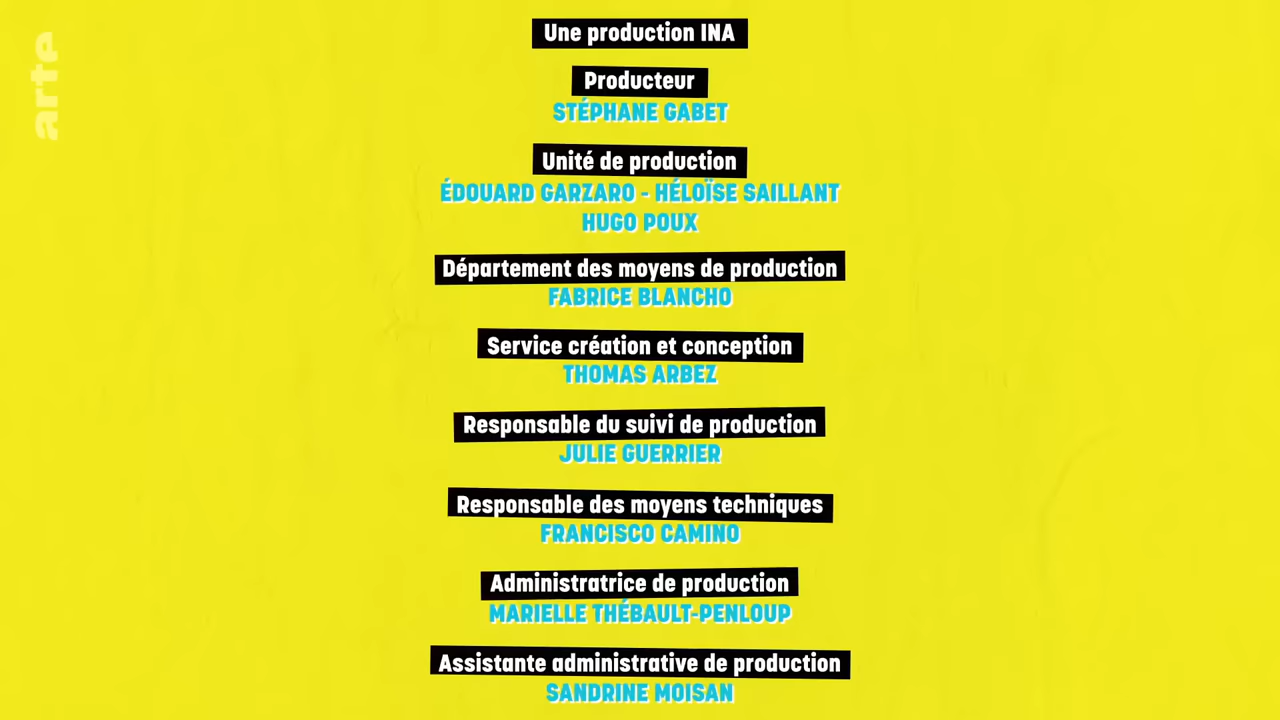 arte
Une production INA
Producteur
STÉPHANE GABET
Unité de production
ÉDOUARD GARZARO - HÉLOÏSE SAILLANT
HUGO POUX
Département des moyens de production
FABRICE BLANCHO
Service création et conception
THOMAS ARBEZ
Responsable du suivi de production
JULIE GUERRIER
Responsable des moyens techniques
FRANCISCO CAMINO
Administratrice de production
MARIELLE THÉBAULT-PENLOUP
Assistante administrative de production
SANDRINE MOISAN